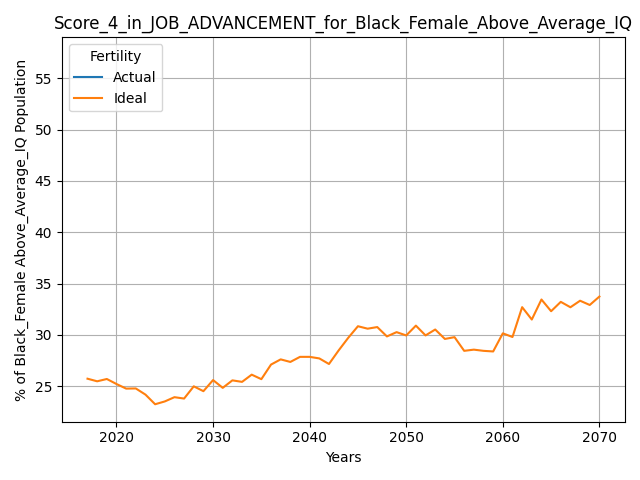 Score_4_in_JOB_ADVANCEMENT_for_Black_Female_Above_Average_IQ
% of Black_Female Above_Average_IQ Population
Fertility
Actual
Ideal
55
50
45
40
35
30
25
2020 2030 2040 2050 2060 2070
Years